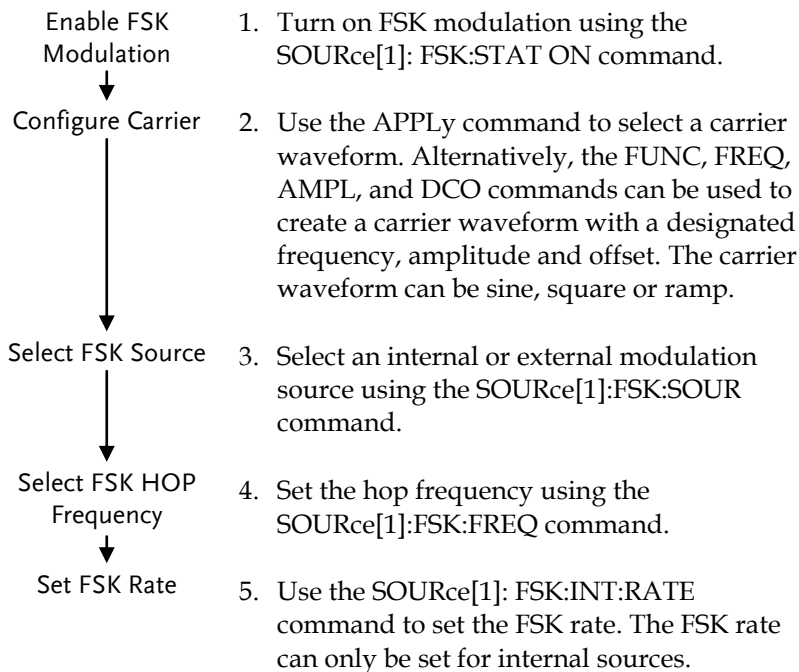 Enable FSK
Modulation
1. Turn on FSK modulation using the
SOURce[1]: FSK:STAT ON command.
Configure Carrier
2. Use the APPLy command to select a carrier
waveform. Alternatively, the FUNC, FREQ,
AMPL, and DCO commands can be used to
create a carrier waveform with a designated
frequency, amplitude and offset. The carrier
waveform can be sine, square or ramp.
Select FSK Source
3. Select an internal or external modulation
source using the SOURce[1]:FSK:SOUR
command.
Select FSK HOP
Frequency
4. Set the hop frequency using the
SOURce[1]:FSK:FREQ command.
Set FSK Rate
5. Use the SOURce[1]: FSK:INT:RATE
command to set the FSK rate. The FSK rate
can only be set for internal sources.